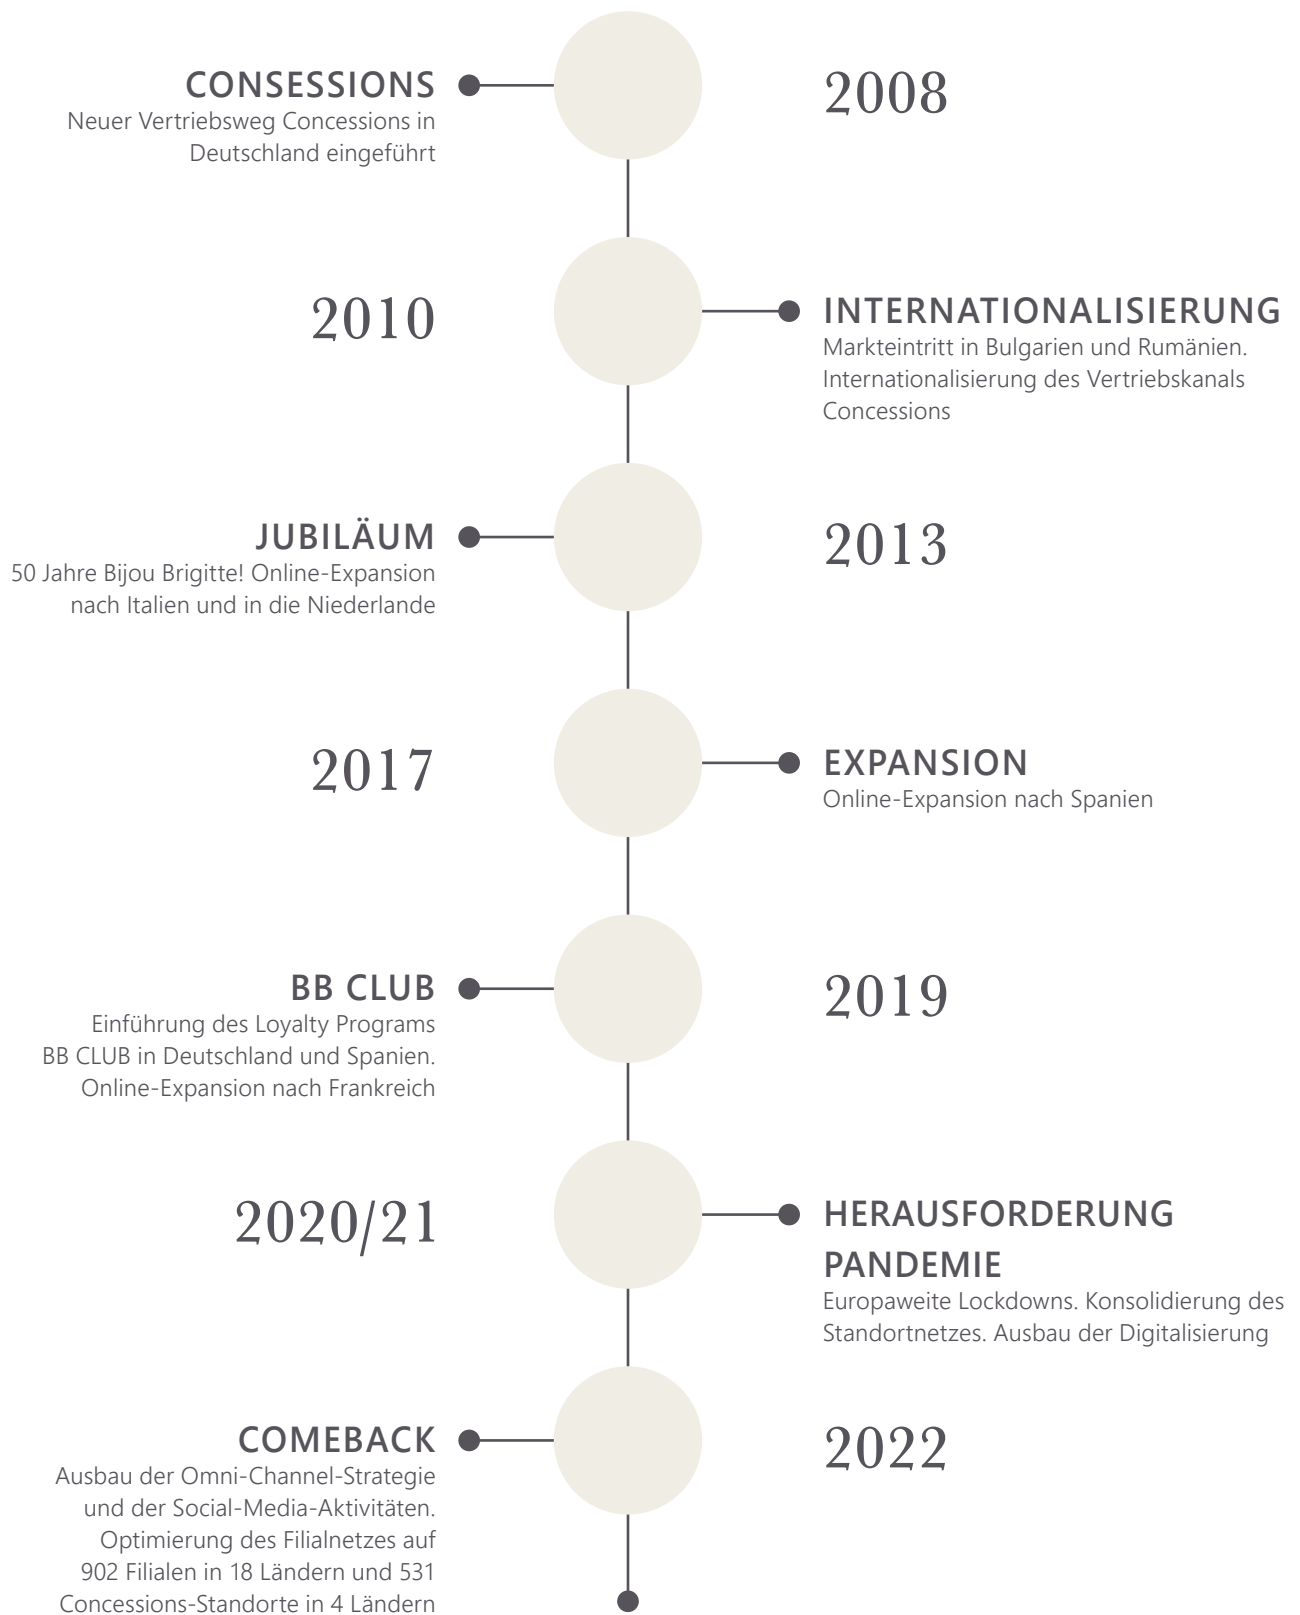 CONSESSIONS
Neuer Vertriebsweg Concessions in
Deutschland eingeführt
2008
2010
INTERNATIONALISIERUNG
Markteintritt in Bulgarien und Rumänien.
Internationalisierung des Vertriebskanals
Concessions
JUBILÄUM
50 Jahre Bijou Brigitte! Online-Expansion
nach Italien und in die Niederlande
2013
2017
EXPANSION
Online-Expansion nach Spanien
BB CLUB
Einführung des Loyalty Programs
BB CLUB in Deutschland und Spanien.
Online-Expansion nach Frankreich
2019
2020/21
HERAUSFORDERUNG
PANDEMIE
Europaweite Lockdowns. Konsolidierung des
Standortnetzes. Ausbau der Digitalisierung
COMEBACK
Ausbau der Omni-Channel-Strategie
und der Social-Media-Aktivitäten.
Optimierung des Filialnetzes auf
902 Filialen in 18 Ländern und 531
Concessions-Standorte in 4 Ländern
2022